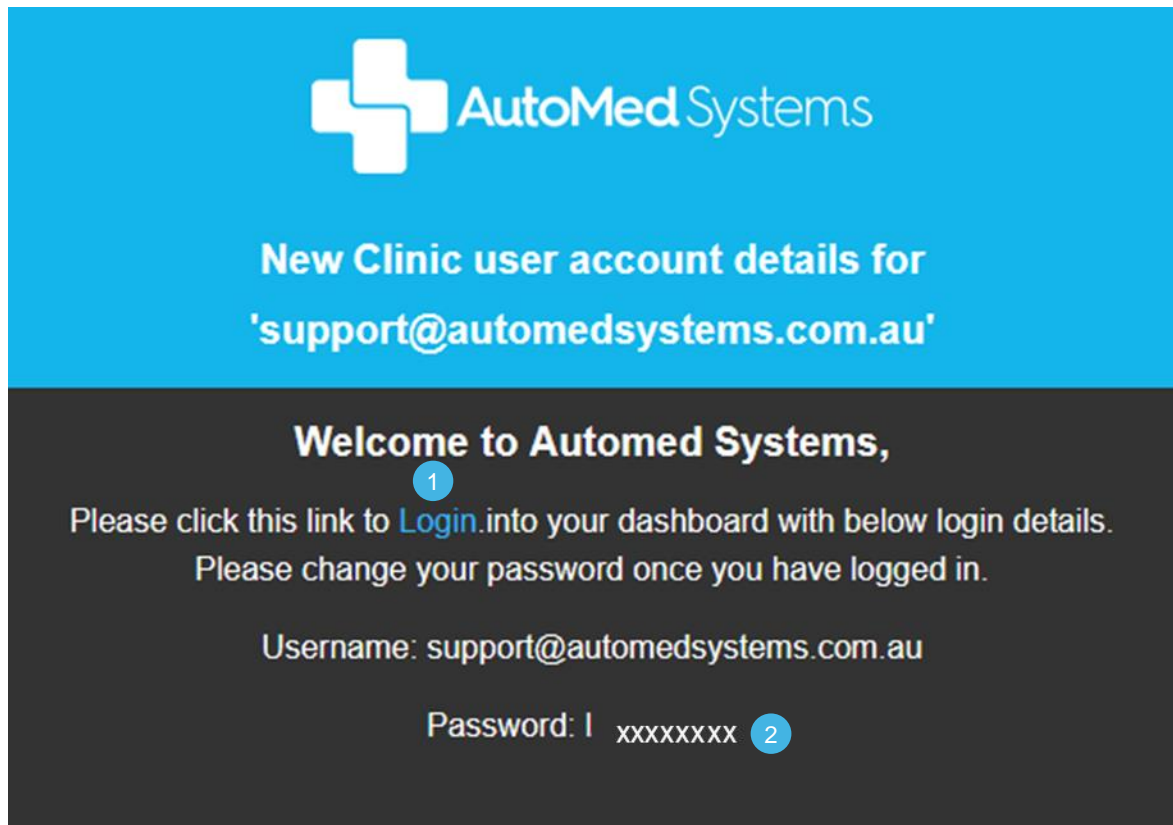 AutoMed Systems
New Clinic user account details for
'support@automedsystems.com.au'
Welcome to Automed Systems,
1
Please click this link to Login.into your dashboard with below login details.
Please change your password once you have logged in.
Username: support@automedsystems.com.au
Password: l xxxxxxxx 2